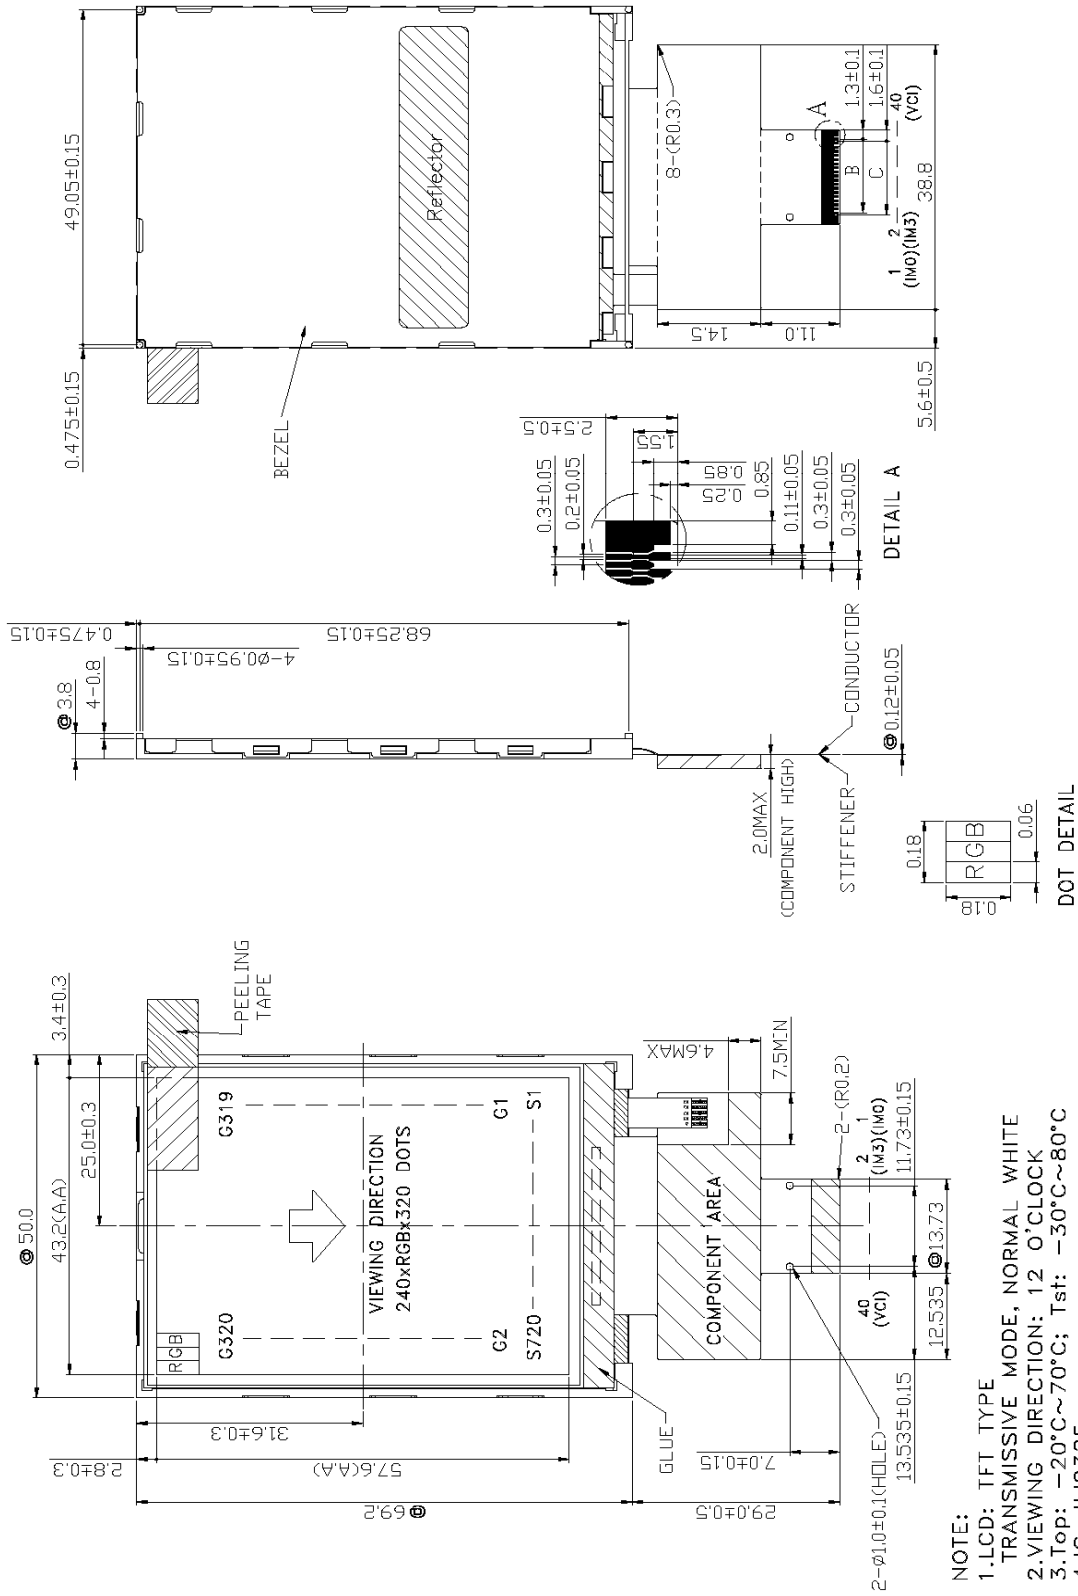 49.05±0.15
0.475±0.15
Reflector
BEZEL
8-(R0.3)
14.5
11.0
A
1.3±0.1
1.6±0.1
B
C
40
(VCI)
1
(IM0)
2
(IM3)
38.8
5.6±0.5
2.5±0.5
1.55
0.85
0.25
0.3±0.05
0.2±0.05
0.85
0.11±0.05
0.3±0.05
0.3±0.05
DETAIL A
0.475±0.15
68.25±0.15
4-ø0.95±0.15
4-0.8
@ 3.8
2.0MAX
(COMPONENT HIGH)
STIFFENER
CONDUCTOR
@ 0.12±0.05
0.18
R G B
0.06
0.18
DOT DETAIL
@ 50.0
43.2(A.A)
25.0±0.3
3.4±0.3
PEELING
TAPE
R G B
G320
G319
VIEWING DIRECTION
240xRGBx320 DOTS
G2
G1
S720
S1
31.6±0.3
2.8±0.3
57.6(A.A)
@ 69.2
GLUE
COMPONENT AREA
4.6MAX
7.5MIN
2-(R0.2)
7.0±0.15
29.0±0.5
2-ø1.0±0.1(HOLE)
40
(VCI)
2
(IM3)
1
(IM0)
11.73±0.15
13.535±0.15
@ 13.73
12.535
NOTE:
1.LCD: TFT TYPE
TRANSMISSIVE MODE, NORMAL WHITE
2.VIEWING DIRECTION: 12 O'CLOCK
3.Top: -20°C~70°C; Tst: -30°C~80°C